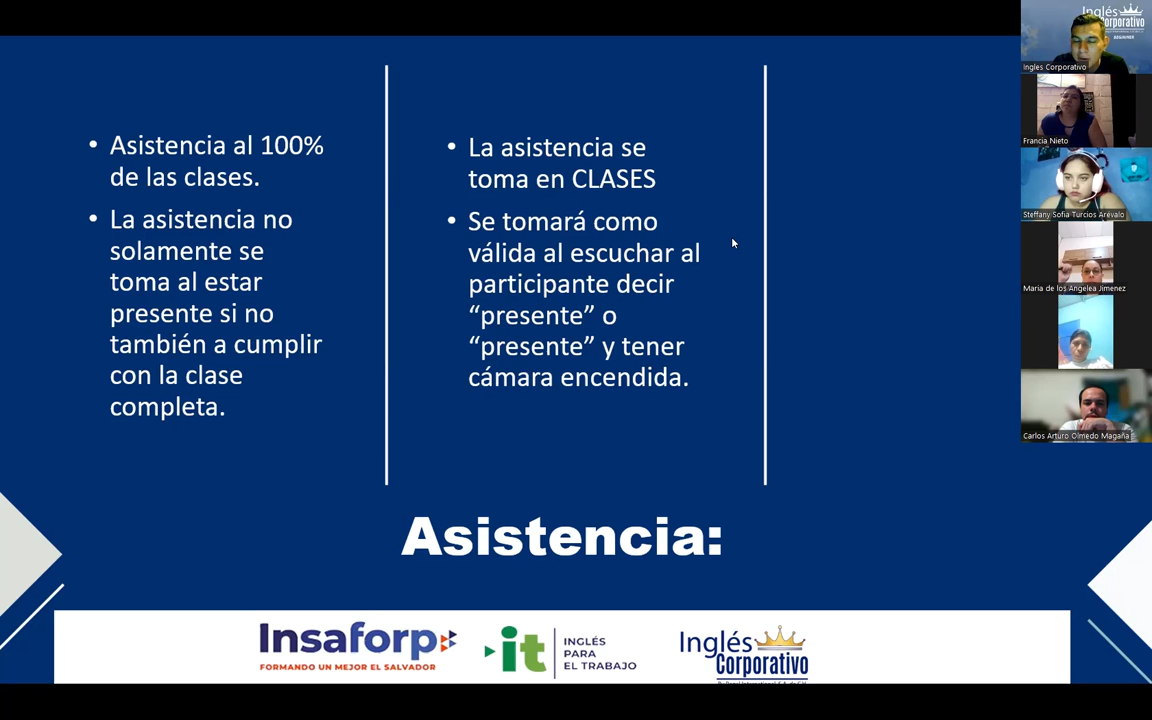 • Asistencia al 100%
de las clases.
• La asistencia no
solamente se
toma al estar
presente si no
también a cumplir
con la clase
completa.
• La asistencia se
toma en CLASES
• Se tomará como
válida al escuchar al
participante decir
“presente” o
“presente” y tener
cámara encendida.
Asistencia:
Insaforp
FORMANDO UN MEJOR EL SALVADOR
it
INGLÉS
PARA
EL TRABAJO
Inglés
Corporativo
Inglés
Corporativo
BEGINNER
Ingles Corporativo
Francia Nieto
Steffany Sofia Turcios Arévalo
Maria de los Angelea Jimenez
Carlos Arturo Olmedo Magaña